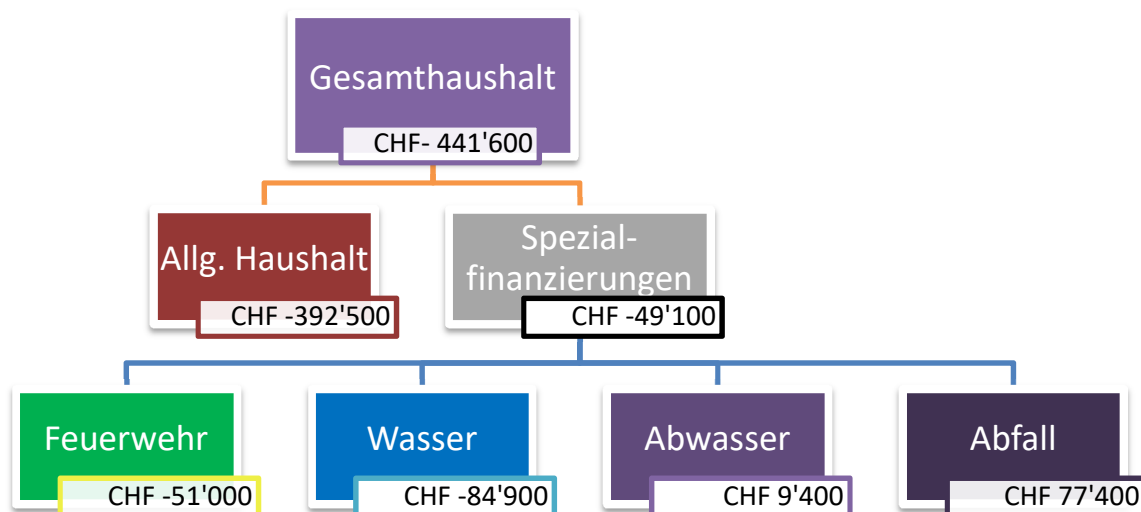 Gesamthaushalt
CHF- 441'600
Allg. Haushalt
CHF -392'500
Spezial-
finanzierungen
CHF -49'100
Feuerwehr
CHF -51'000
Wasser
CHF -84'900
Abwasser
CHF 9'400
Abfall
CHF 77'400